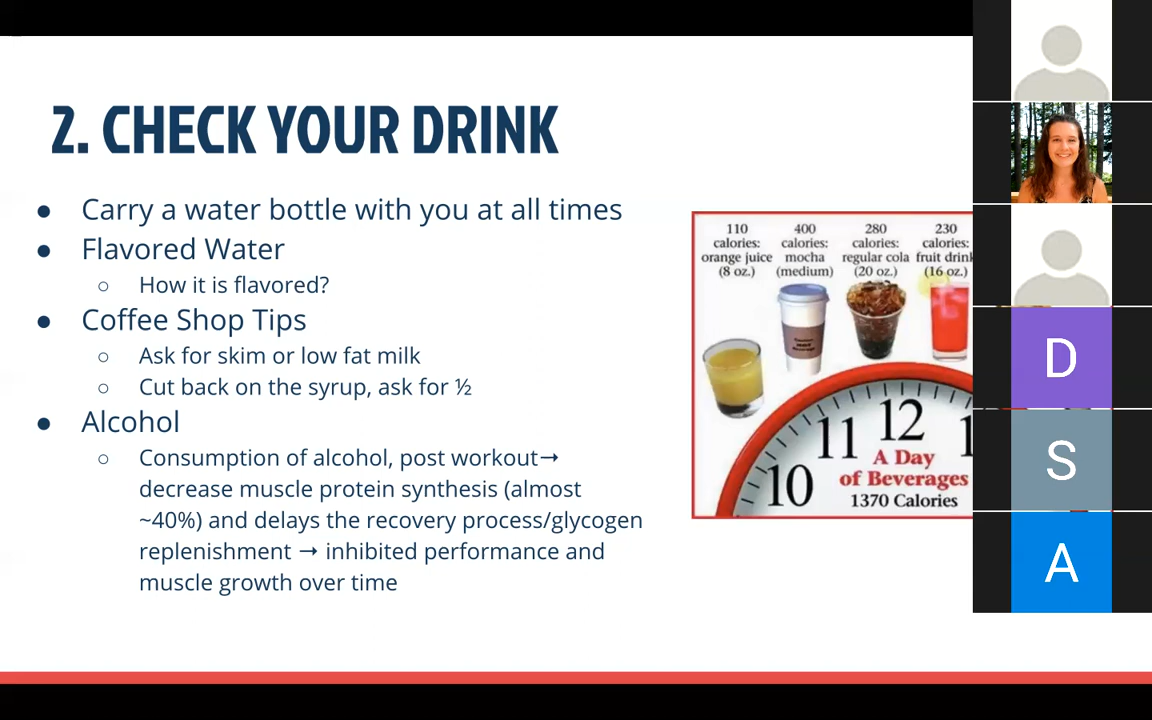 2. CHECK YOUR DRINK
● Carry a water bottle with you at all times
● Flavored Water
○ How it is flavored?
● Coffee Shop Tips
○ Ask for skim or low fat milk
○ Cut back on the syrup, ask for ½
● Alcohol
○ Consumption of alcohol, post workout→
decrease muscle protein synthesis (almost
~40%) and delays the recovery process/glycogen
replenishment → inhibited performance and
muscle growth over time
110
calories:
orange juice
(8 oz.)
400
calories:
mocha
(medium)
280
calories:
regular cola
(20 oz.)
230
calories:
fruit drink
(16 oz.)
10
11
12
1
A Day
of Beverages
1370 Calories
D
S
A